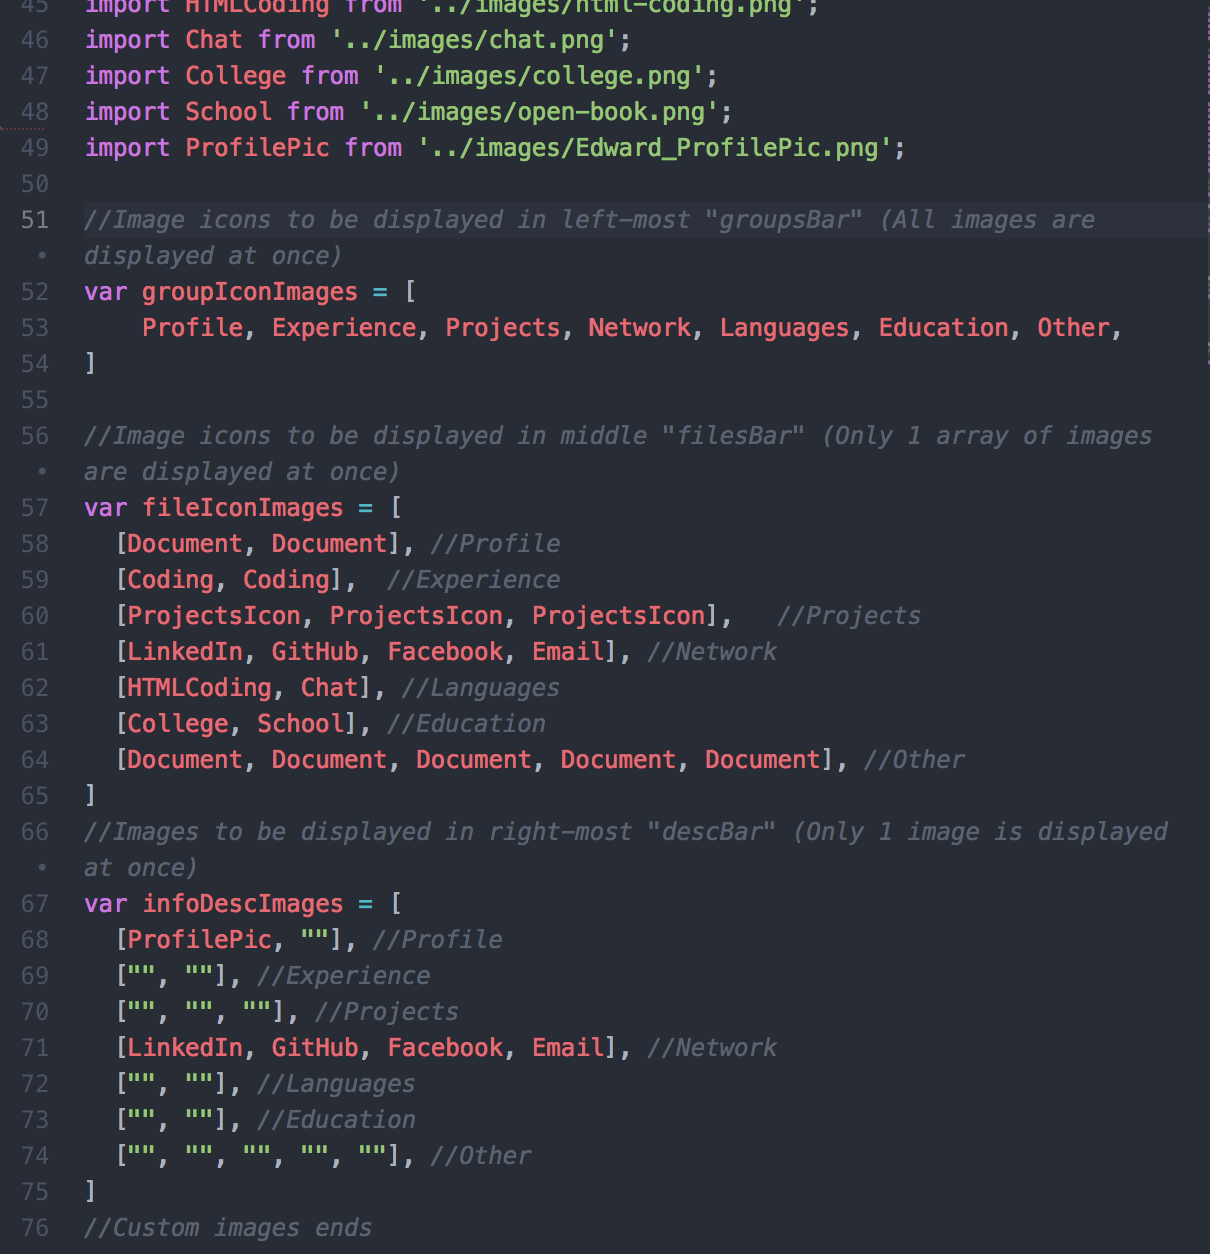 45 import HTMLCoding from '../images/html-coding.png';
46 import Chat from '../images/chat.png';
47 import College from '../images/college.png';
48 import School from '../images/open-book.png';
49 import ProfilePic from '../images/Edward_ProfilePic.png';
50
51 //Image icons to be displayed in left-most "groupsBar" (All images are
• displayed at once)
52 var groupIconImages = [
53     Profile, Experience, Projects, Network, Languages, Education, Other,
54 ]
55
56 //Image icons to be displayed in middle "filesBar" (Only 1 array of images
• are displayed at once)
57 var fileIconImages = [
58   [Document, Document], //Profile
59   [Coding, Coding],  //Experience
60   [ProjectsIcon, ProjectsIcon, ProjectsIcon],   //Projects
61   [LinkedIn, GitHub, Facebook, Email], //Network
62   [HTMLCoding, Chat], //Languages
63   [College, School], //Education
64   [Document, Document, Document, Document, Document], //Other
65 ]
66 //Images to be displayed in right-most "descBar" (Only 1 image is displayed
• at once)
67 var infoDescImages = [
68   [ProfilePic, ""], //Profile
69   ["", ""], //Experience
70   ["", "", ""], //Projects
71   [LinkedIn, GitHub, Facebook, Email], //Network
72   ["", ""], //Languages
73   ["", ""], //Education
74   ["", "", "", "", ""], //Other
75 ]
76 //Custom images ends